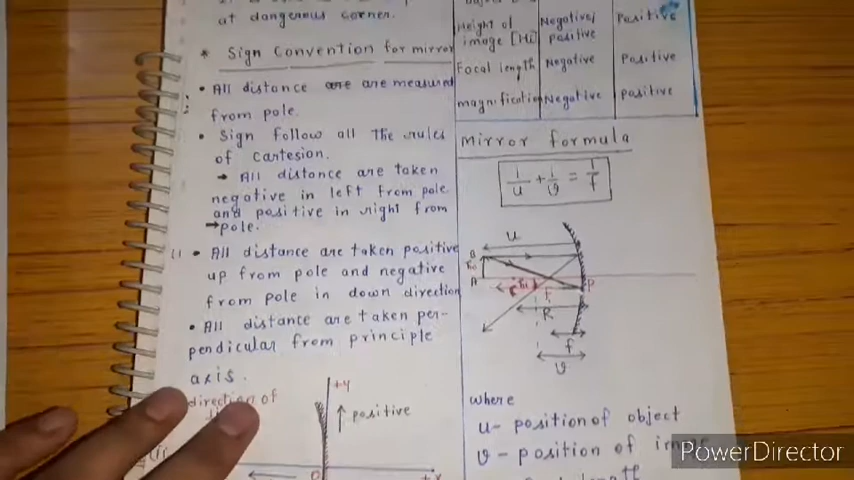 at dangerous corner.
* Sign Convention for mirror
• All distance are are measured
from pole.
• Sign follow all the rules
of cartesion.
→ All distance are taken
negative in left from pole
and positive in right from
→pole.
• All distance are taken positive
up from pole and negative
from pole in down direction
• All distance are taken per-
pendicular from principle
axis.
direction of
+y
↑ positive
Height of
image [Hi]
Negative/
positive
Positive
Focal length
Negative
Positive
magnification
Negative
positive
Mirror formula
1/u + 1/v = 1/f
u
B
ho
A
P
R
f
v
where
u- position of object
v - position of image
PowerDirector